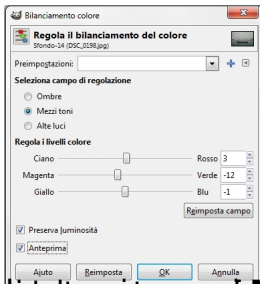 Bilanciamento colore
Regola il bilanciamento del colore
Sfondo-14 (DSC_0198.jpg)
Preimpostazioni:
Seleziona campo di regolazione
Ombre
Mezzi toni
Alte luci
Regola i livelli colore
Ciano Rosso 3
Magenta Verde -12
Giallo Blu -1
Reimposta campo
Preserva luminosità
Anteprima
Aiuto Reimposta OK Annulla